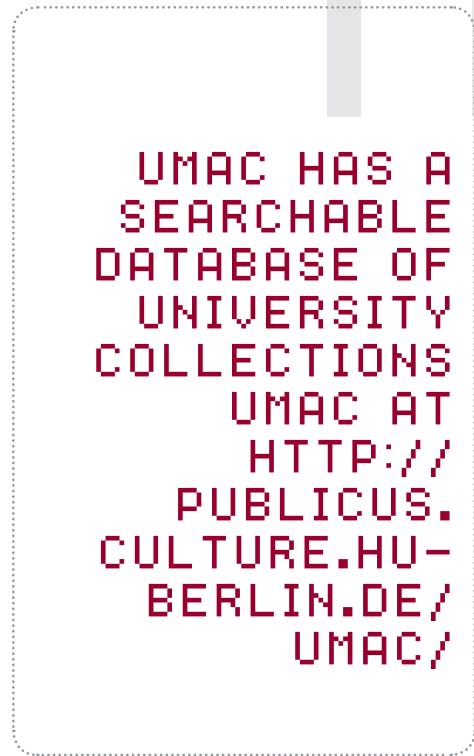 UMAC HAS A
SEARCHABLE
DATABASE OF
UNIVERSITY
COLLECTIONS
UMAC AT
HTTP://
PUBLICUS.
CULTURE.HU-
BERLIN.DE/
UMAC/